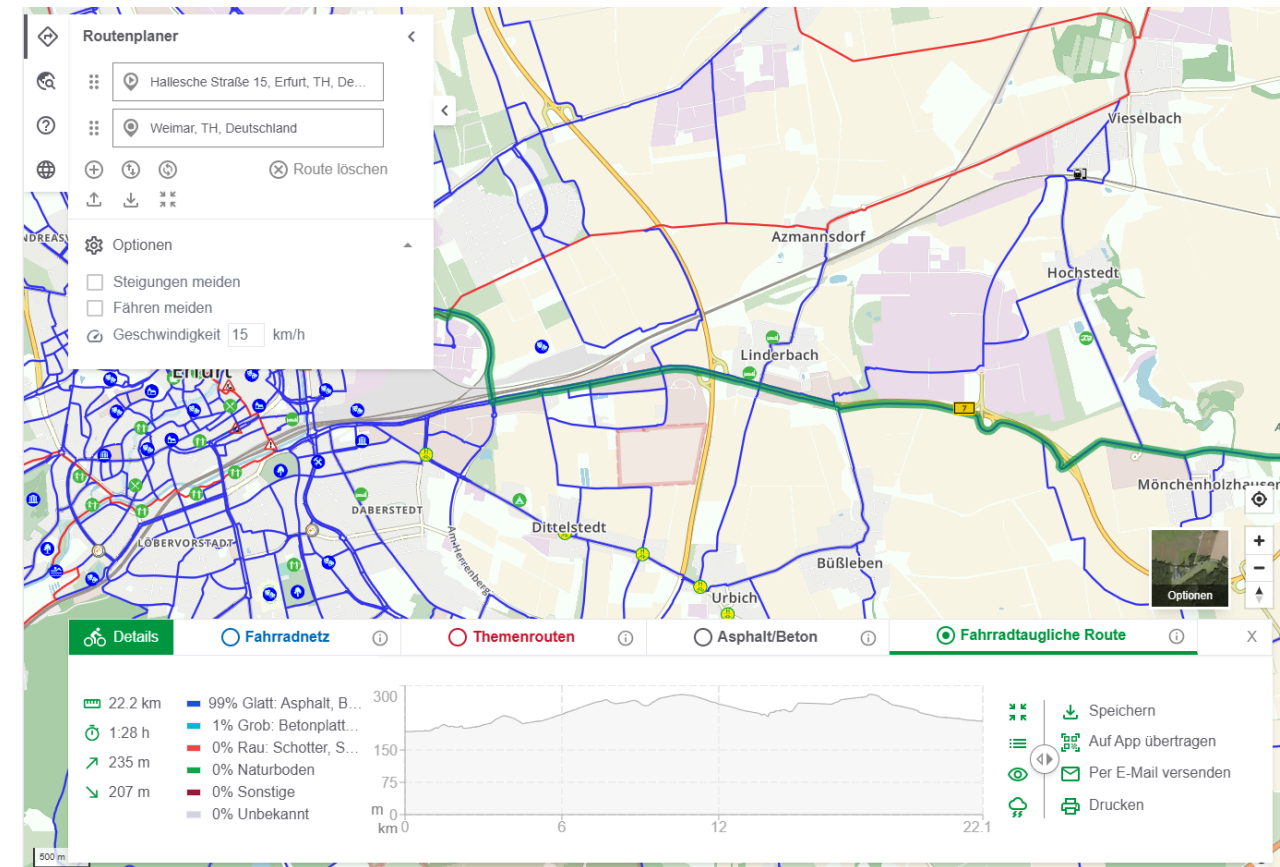 Routenplaner
Hallesche Straße 15, Erfurt, TH, De...
Weimar, TH, Deutschland
Route löschen
Optionen
Steigungen meiden
Fähren meiden
Geschwindigkeit 15 km/h
Vieselbach
Azmannsdorf
Hochstedt
Linderbach
7
Erfurt
Mönchenholzhausen
DABERSTEDT
Dittelstedt
Am Herrenberg
LÖBERVORSTADT
Büßleben
Urbich
Optionen
Details
Fahrradnetz
Themenrouten
Asphalt/Beton
Fahrradtaugliche Route
X
22.2 km
1:28 h
235 m
207 m
99% Glatt: Asphalt, B...
1% Grob: Betonplatt...
0% Rau: Schotter, S...
0% Naturboden
0% Sonstige
0% Unbekannt
300
150
75
m 0
km 0 6 12 22.1
Speichern
Auf App übertragen
Per E-Mail versenden
Drucken
500 m